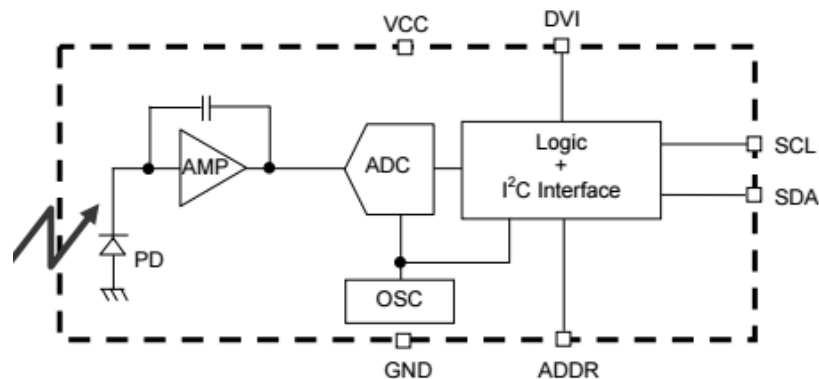 VCC
DVI
AMP
ADC
Logic
+
I²C Interface
SCL
SDA
PD
OSC
GND
ADDR